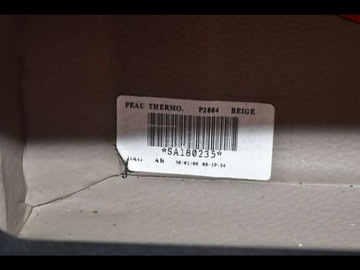 PEAU THERMO. P2004 BEIGE
*SA180235*
AB 30/01/08 08-19-34